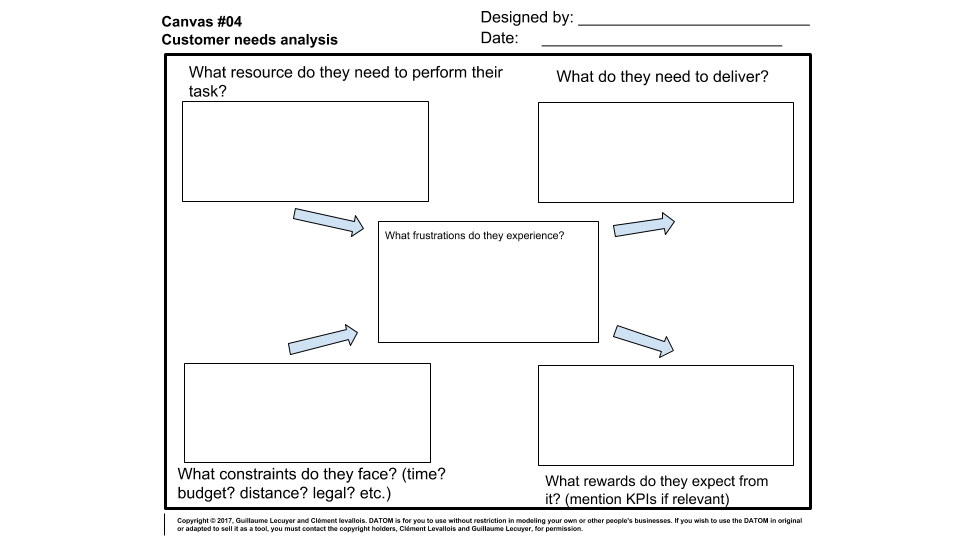 Canvas #04
Customer needs analysis
Designed by:
Date:
What resource do they need to perform their
task?
What do they need to deliver?
What frustrations do they experience?
What constraints do they face? (time?
budget? distance? legal? etc.)
What rewards do they expect from
it? (mention KPIs if relevant)
Copyright © 2017, Guillaume Lecuyer and Clément levallois. DATOM is for you to use without restriction in modeling your own or other people's businesses. If you wish to use the DATOM in original
or adapted to sell it as a tool, you must contact the copyright holders, Clément Levallois and Guillaume Lecuyer, for permission.